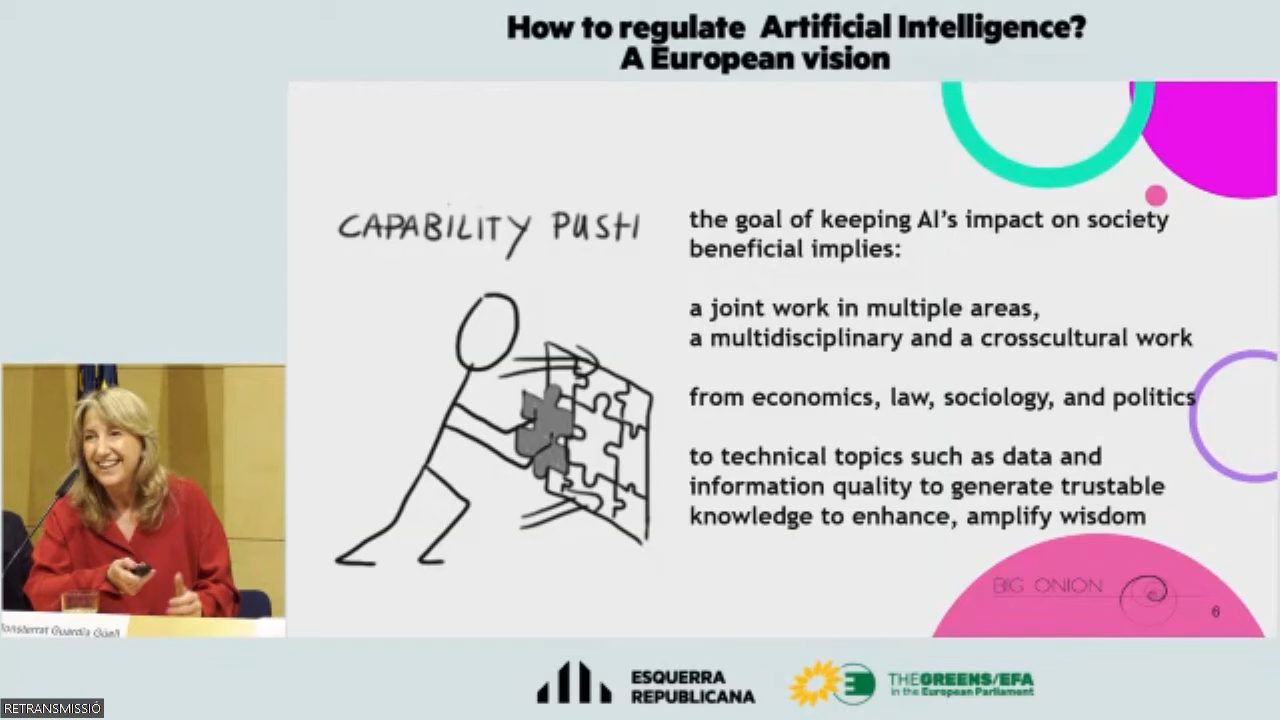 How to regulate Artificial Intelligence?
A European vision
CAPABILITY PUSH
the goal of keeping AI's impact on society
beneficial implies:
a joint work in multiple areas,
a multidisciplinary and a crosscultural work
from economics, law, sociology, and politics
to technical topics such as data and
information quality to generate trustable
knowledge to enhance, amplify wisdom
BIG ONION
6
Montserrat Guardia Güell
ESQUERRA
REPUBLICANA
THE GREENS/EFA
in the European Parliament
RETRANSMISSIÓ